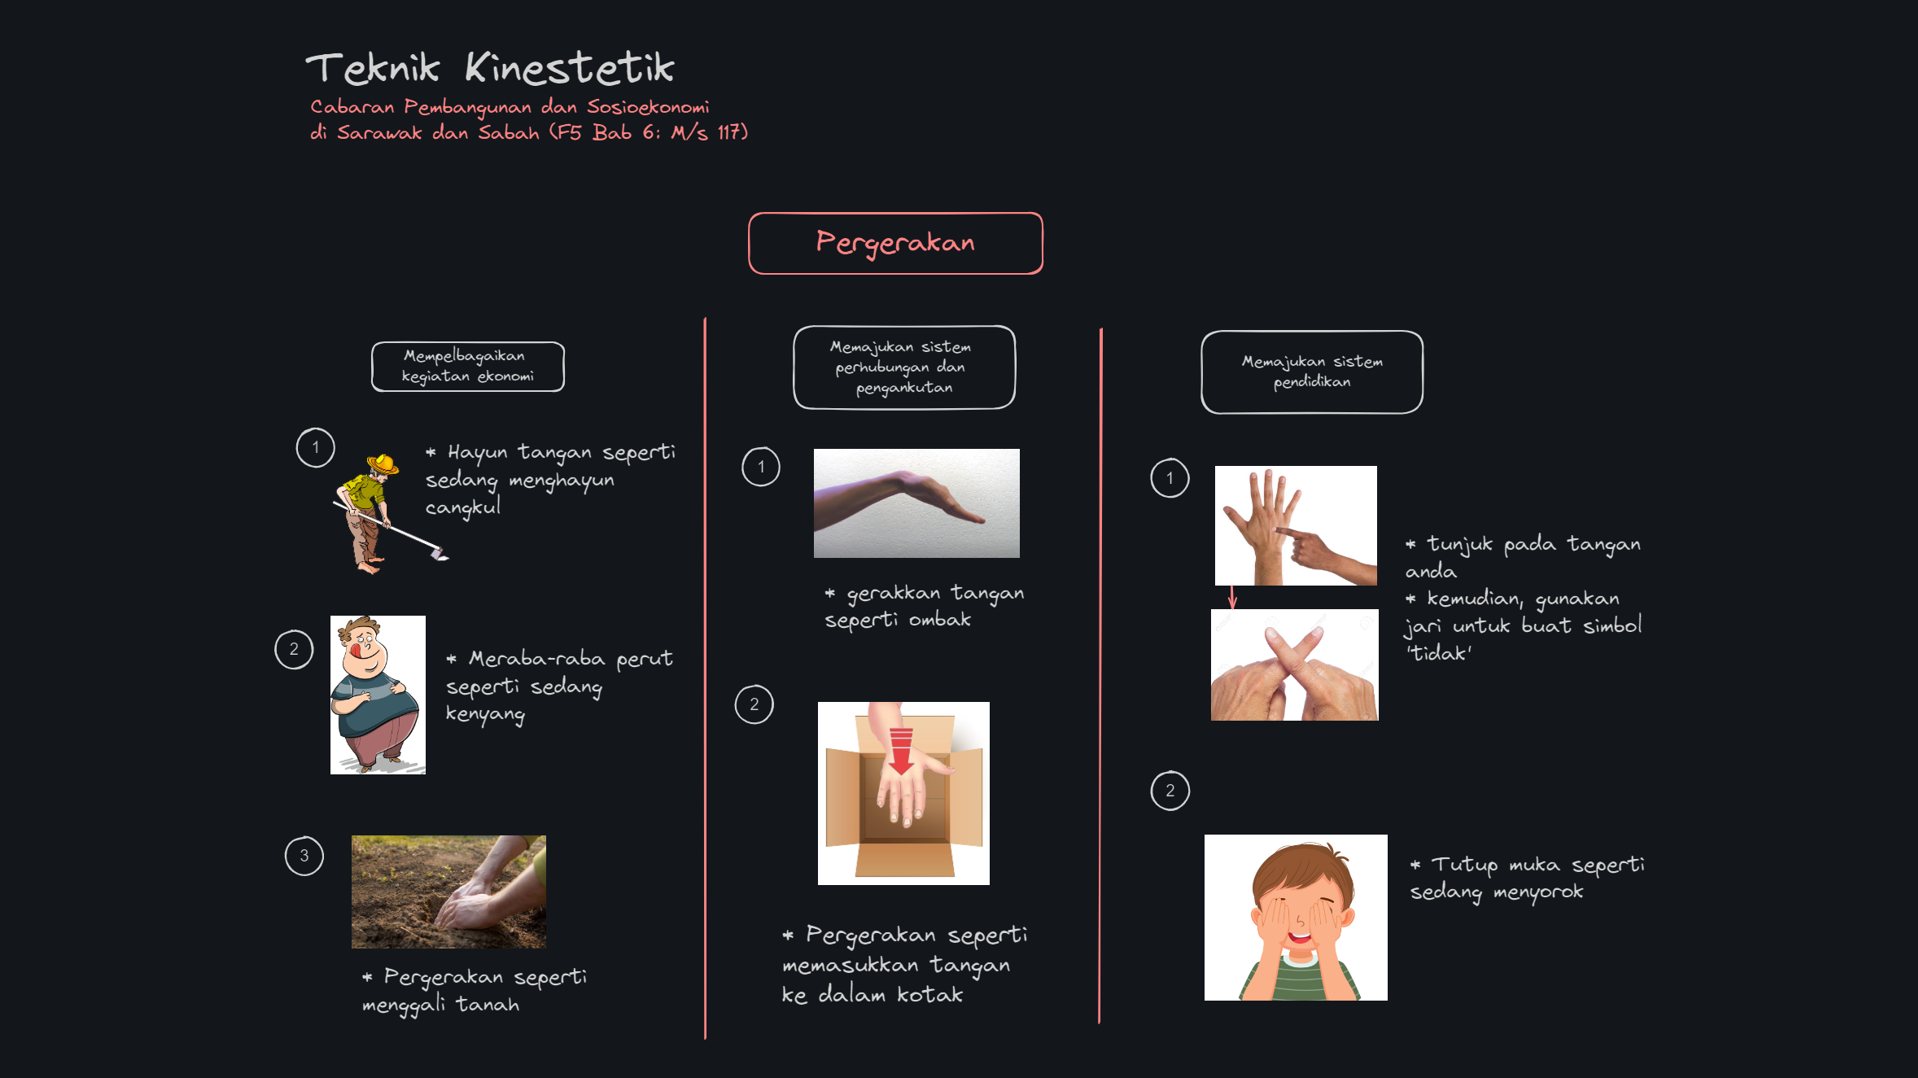 Teknik Kinestetik
Cabaran Pembangunan dan Sosioekonomi
di Sarawak dan Sabah (F5 Bab 6: M/s 117)
Pergerakan
Mempelbagaikan
kegiatan ekonomi
1
* Hayun tangan seperti
sedang menghayun
cangkul
2
* Meraba-raba perut
seperti sedang
kenyang
3
* Pergerakan seperti
menggali tanah
Memajukan sistem
perhubungan dan
pengankutan
1
* gerakkan tangan
seperti ombak
2
* Pergerakan seperti
memasukkan tangan
ke dalam kotak
Memajukan sistem
pendidikan
1
* tunjuk pada tangan
anda
* kemudian, gunakan
jari untuk buat simbol
'tidak'
2
* Tutup muka seperti
sedang menyorok